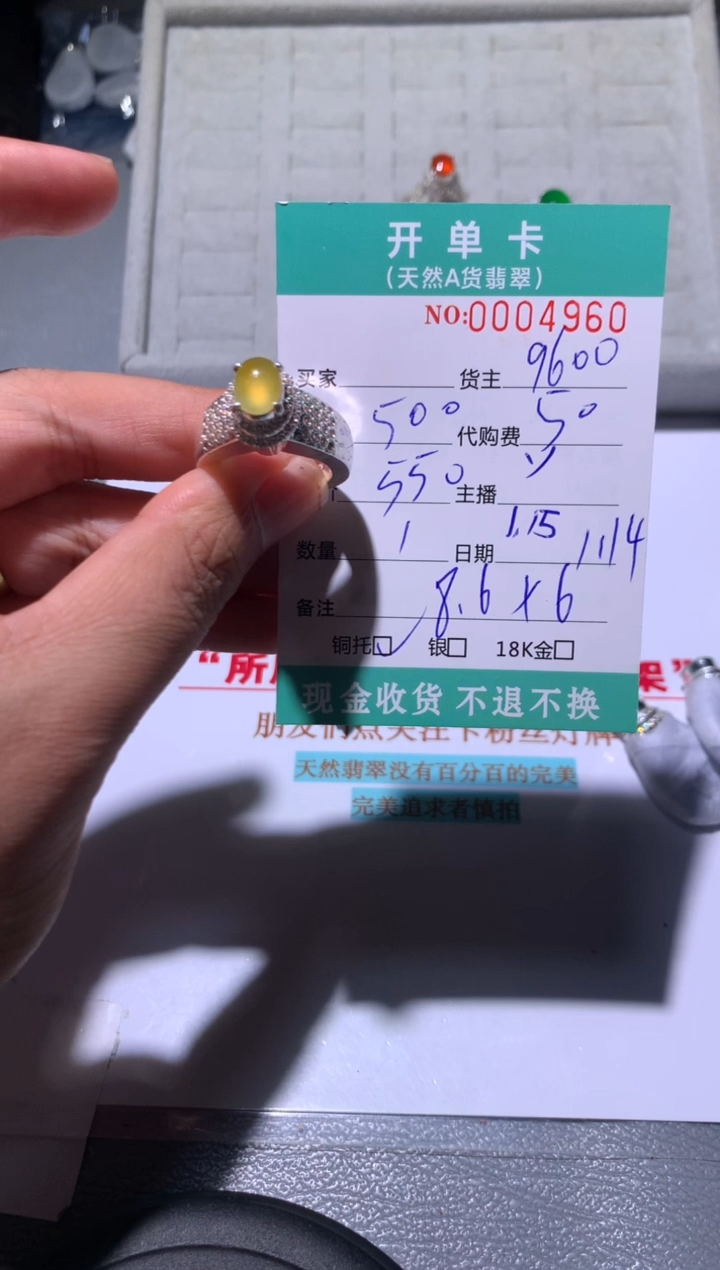 开单卡
(天然A货翡翠)
NO:0004960
买家 货主 9600
500 代购费 50
550 主播
数量 1 日期 1.15 11114
备注 8.6×6
铜托☑ 银□ 18K金□
现金收货 不退不换
朋友们点关注卡粉丝灯牌
天然翡翠没有百分百的完美
完美追求者慎拍